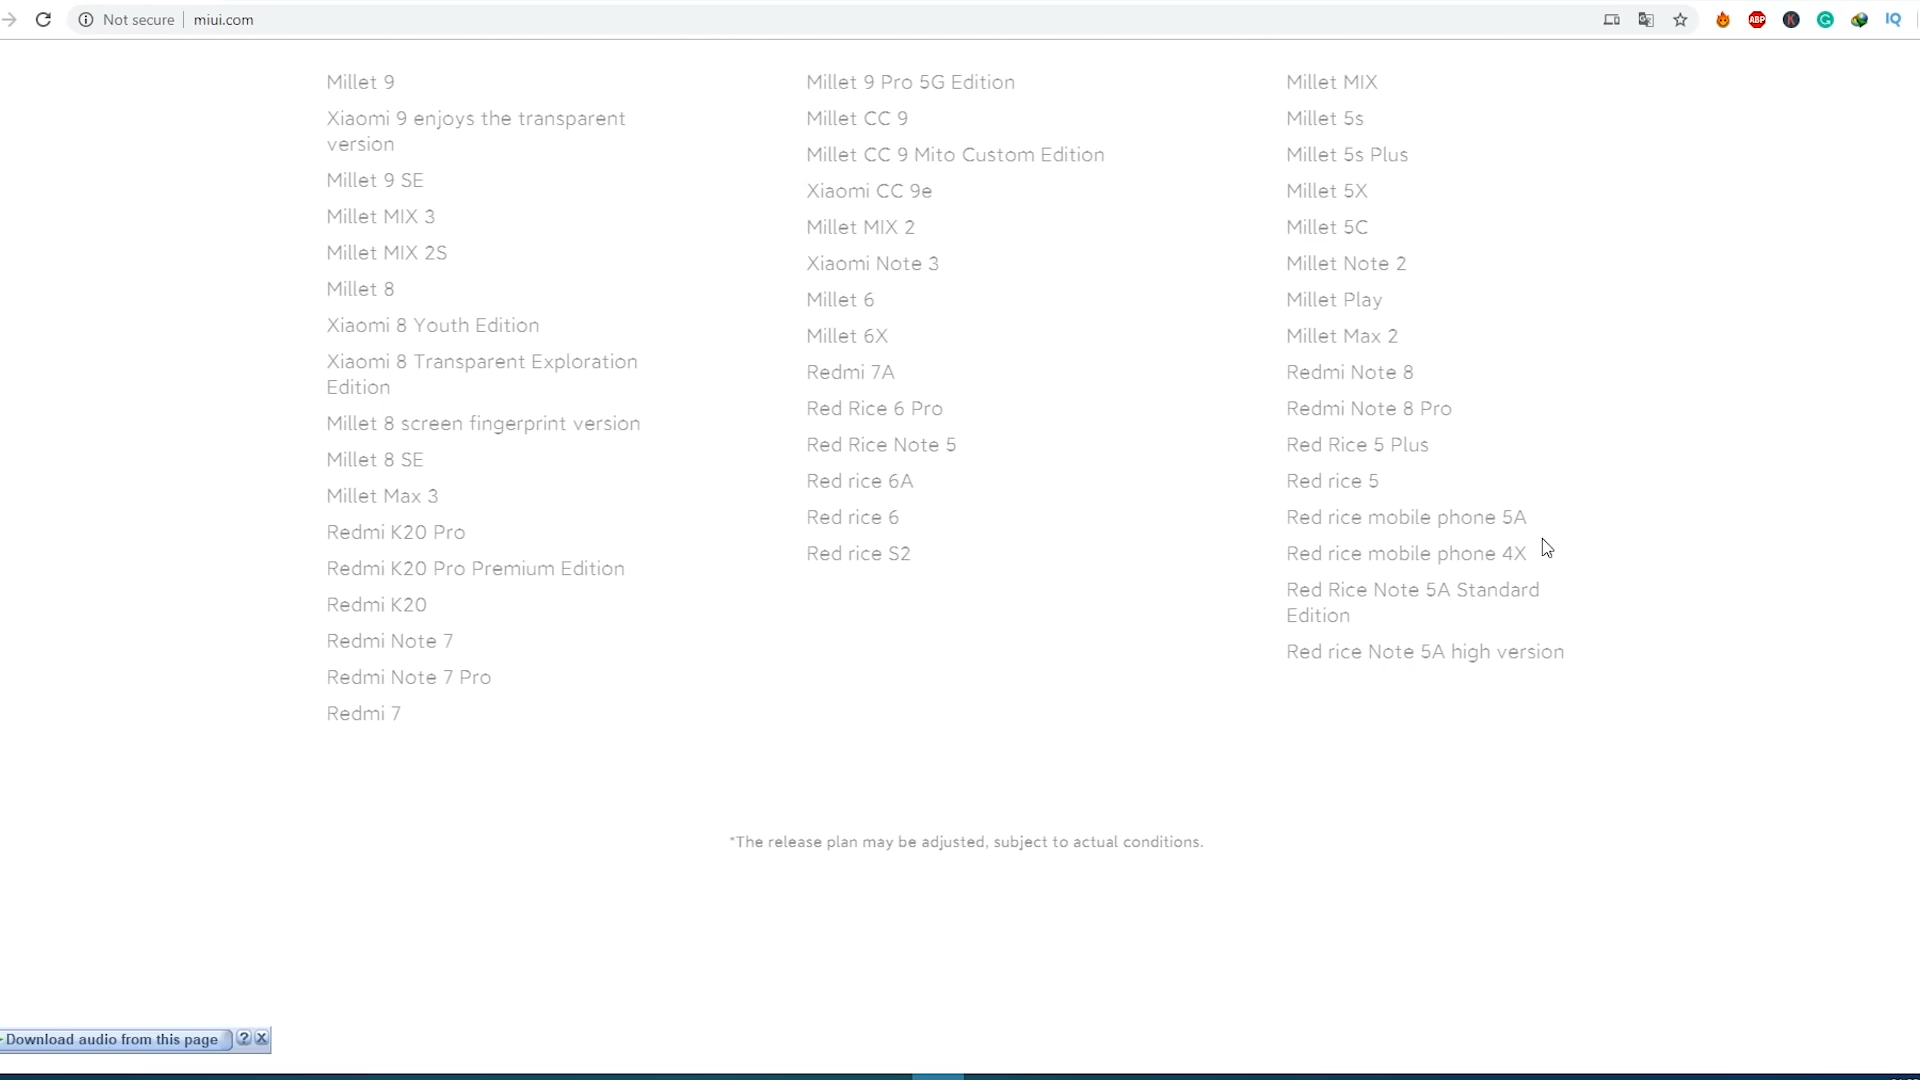 Not secure
miui.com
ABP
K
IQ
Millet 9
Xiaomi 9 enjoys the transparent
version
Millet 9 SE
Millet MIX 3
Millet MIX 2S
Millet 8
Xiaomi 8 Youth Edition
Xiaomi 8 Transparent Exploration
Edition
Millet 8 screen fingerprint version
Millet 8 SE
Millet Max 3
Redmi K20 Pro
Redmi K20 Pro Premium Edition
Redmi K20
Redmi Note 7
Redmi Note 7 Pro
Redmi 7
Millet 9 Pro 5G Edition
Millet CC 9
Millet CC 9 Mito Custom Edition
Xiaomi CC 9e
Millet MIX 2
Xiaomi Note 3
Millet 6
Millet 6X
Redmi 7A
Red Rice 6 Pro
Red Rice Note 5
Red rice 6A
Red rice 6
Red rice S2
Millet MIX
Millet 5s
Millet 5s Plus
Millet 5X
Millet 5C
Millet Note 2
Millet Play
Millet Max 2
Redmi Note 8
Redmi Note 8 Pro
Red Rice 5 Plus
Red rice 5
Red rice mobile phone 5A
Red rice mobile phone 4X
Red Rice Note 5A Standard
Edition
Red rice Note 5A high version
*The release plan may be adjusted, subject to actual conditions.
Download audio from this page ? X